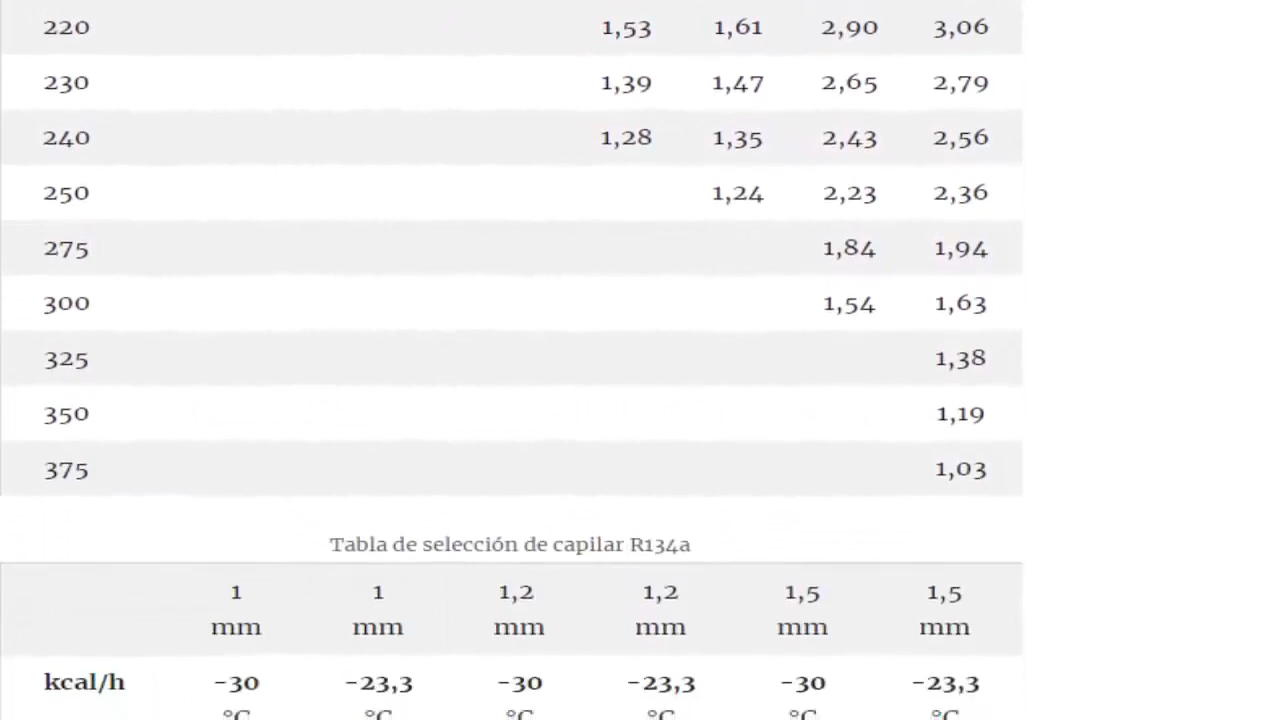 220 1,53 1,61 2,90 3,06
230 1,39 1,47 2,65 2,79
240 1,28 1,35 2,43 2,56
250 1,24 2,23 2,36
275 1,84 1,94
300 1,54 1,63
325 1,38
350 1,19
375 1,03
Tabla de selección de capilar R134a
1 1 1,2 1,2 1,5 1,5
mm mm mm mm mm mm
kcal/h -30 -23,3 -30 -23,3 -30 -23,3
°C °C °C °C °C °C